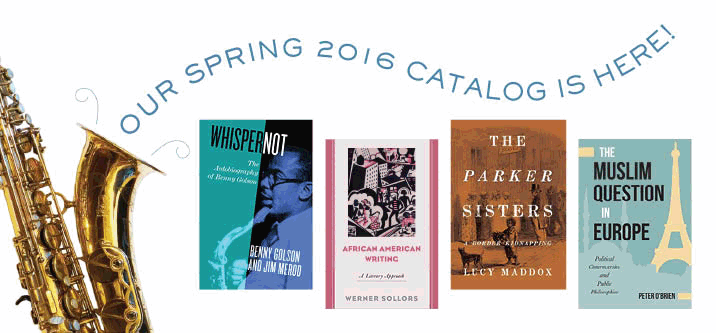 OUR SPRING 2016 CATALOG IS HERE!
WHISPER NOT
The
Autobiography
of Benny Golson
BENNY GOLSON
AND JIM MEROD
AFRICAN AMERICAN
WRITING
A Literary Approach
WERNER SOLLORS
THE
PARKER
SISTERS
A BORDER KIDNAPPING
LUCY MADDOX
THE
MUSLIM
QUESTION
IN
EUROPE
Political
Controversies
and
Public
Philosophies
PETER O'BRIEN